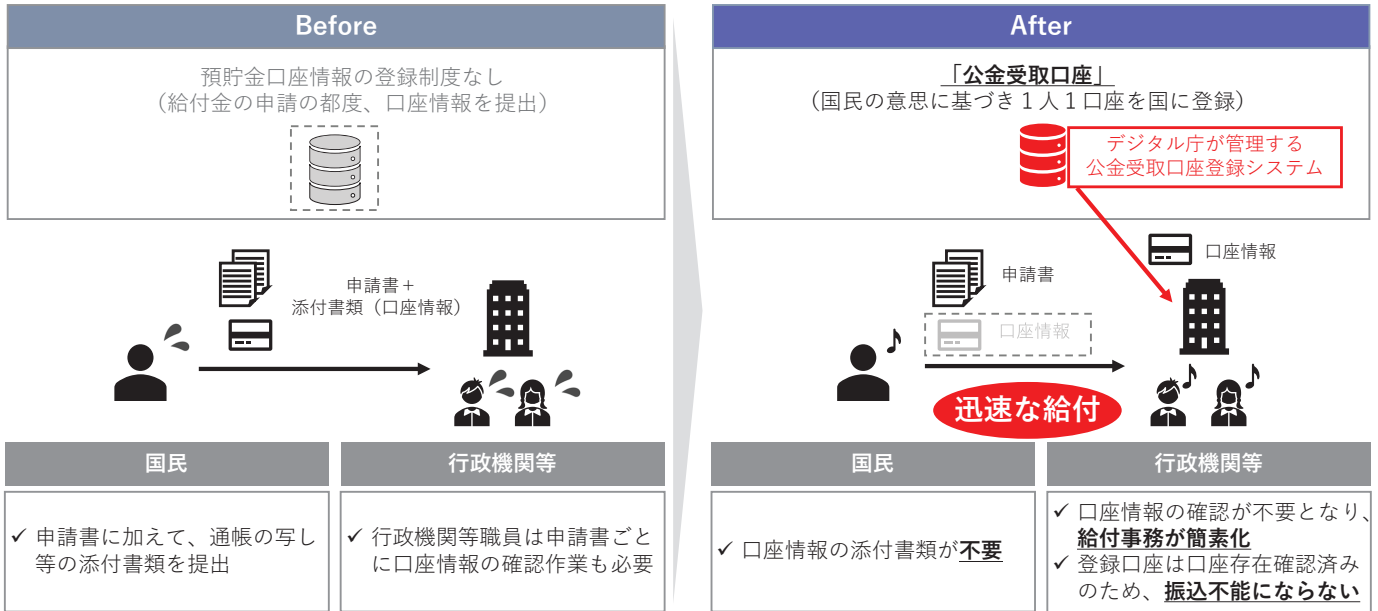 Before
預貯金口座情報の登録制度なし
(給付金の申請の都度、口座情報を提出)
申請書+
添付書類(口座情報)
国民
行政機関等
✓ 申請書に加えて、通帳の写し
等の添付書類を提出
✓ 行政機関等職員は申請書ごと
に口座情報の確認作業も必要
After
「公金受取口座」
(国民の意思に基づき1人1口座を国に登録)
デジタル庁が管理する
公金受取口座登録システム
申請書
口座情報
口座情報
迅速な給付
国民
行政機関等
✓ 口座情報の添付書類が不要
✓ 口座情報の確認が不要となり、
給付事務が簡素化
✓ 登録口座は口座存在確認済み
のため、振込不能にならない